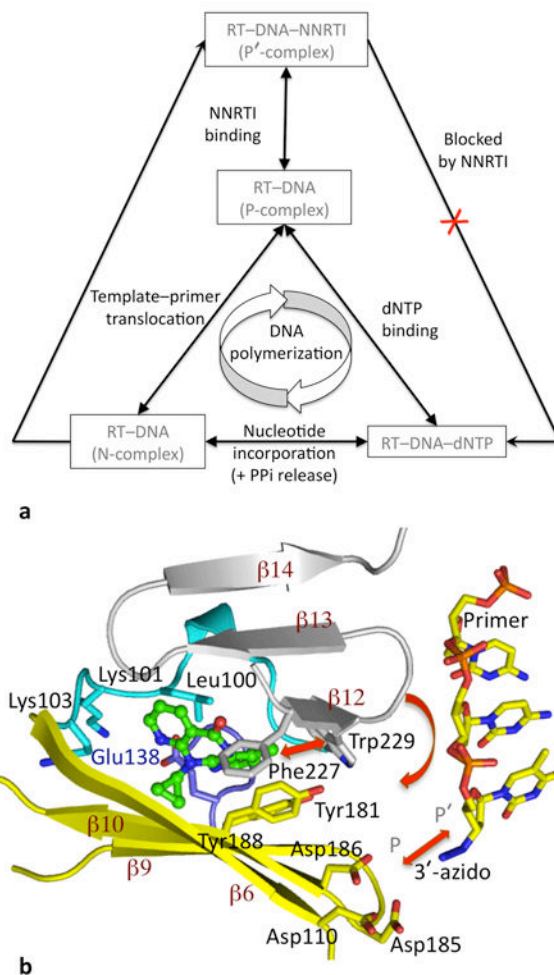 RT–DNA–NNRTI
(P′-complex)
NNRTI
binding
Blocked
by NNRTI
RT–DNA
(P-complex)
Template–primer
translocation
dNTP
binding
DNA
polymerization
RT–DNA
(N-complex)
Nucleotide
incorporation
(+ PPi release)
RT–DNA–dNTP
a
β14
Primer
β13
Lys101
Leu100
Lys103
β12
Trp229
Glu138
Phe227
Tyr181
P′
β10
Tyr188
P
Asp186
3′-azido
β9
β6
Asp110
Asp185
b